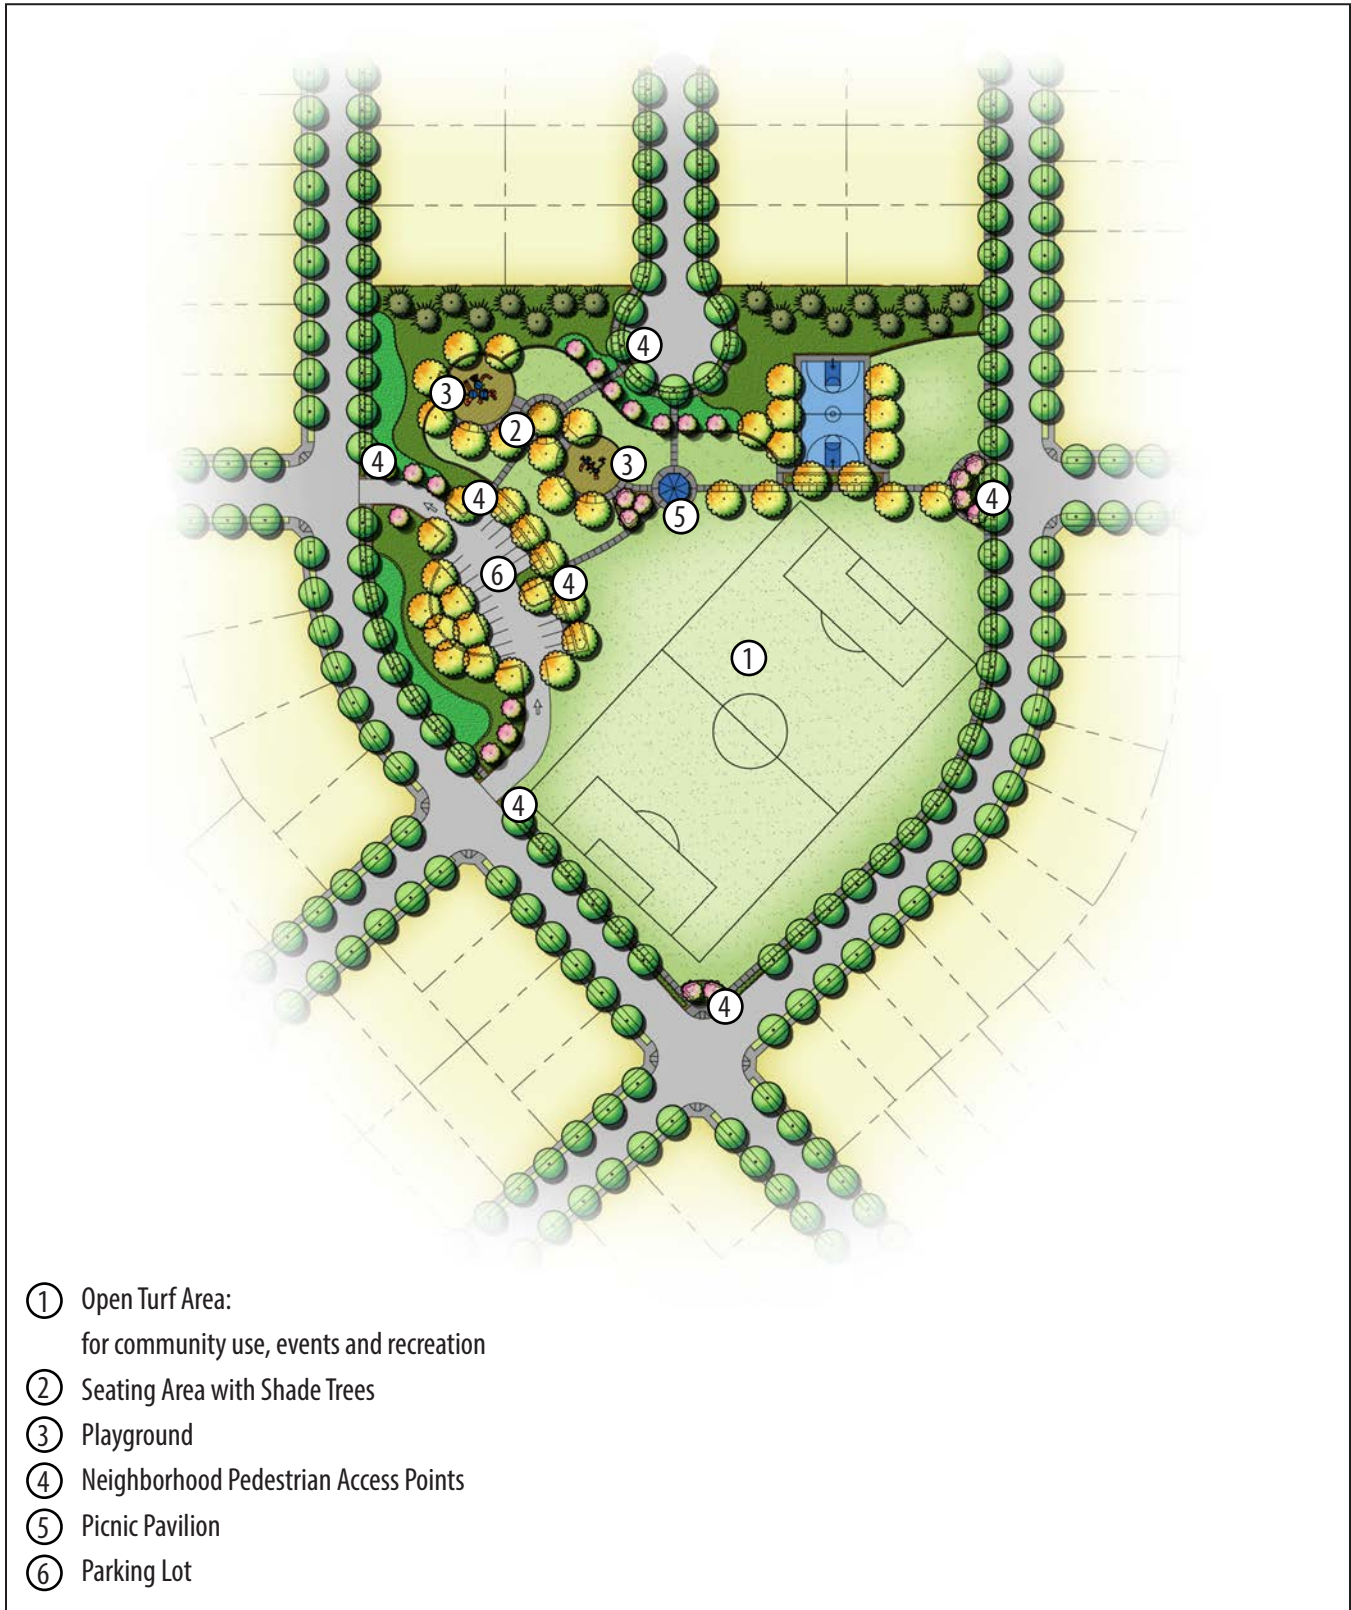 4
3
2
4
3
4
4
5
6
4
1
4
4
1 Open Turf Area:
for community use, events and recreation
2 Seating Area with Shade Trees
3 Playground
4 Neighborhood Pedestrian Access Points
5 Picnic Pavilion
6 Parking Lot